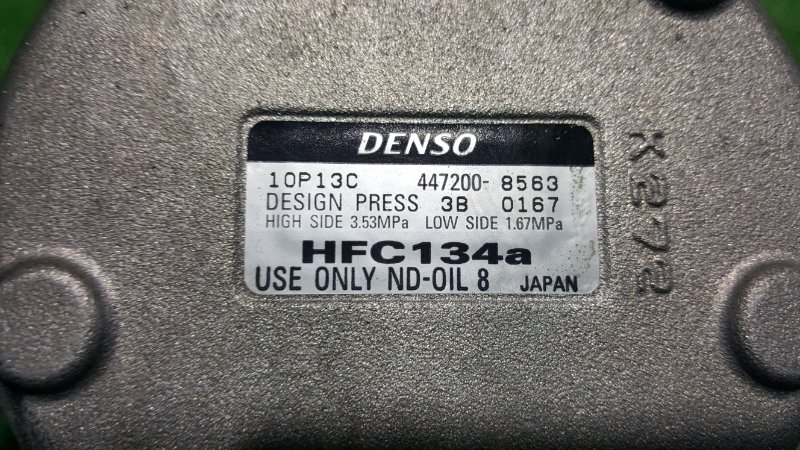 DENSO
10P13C 447200-8563
DESIGN PRESS 3B 0167
HIGH SIDE 3.53MPa LOW SIDE 1.67MPa
HFC134a
USE ONLY ND-OIL 8 JAPAN
K272